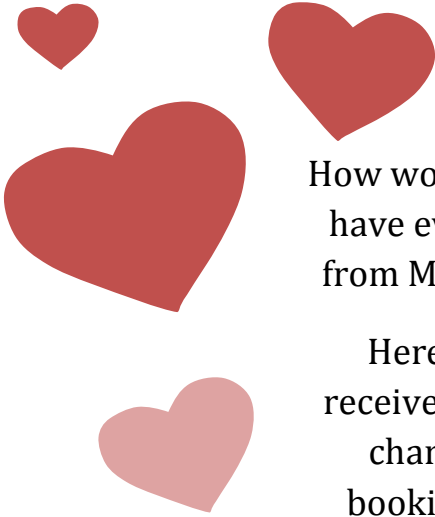 How wo
have ev
from M
Here
receive
char
booki